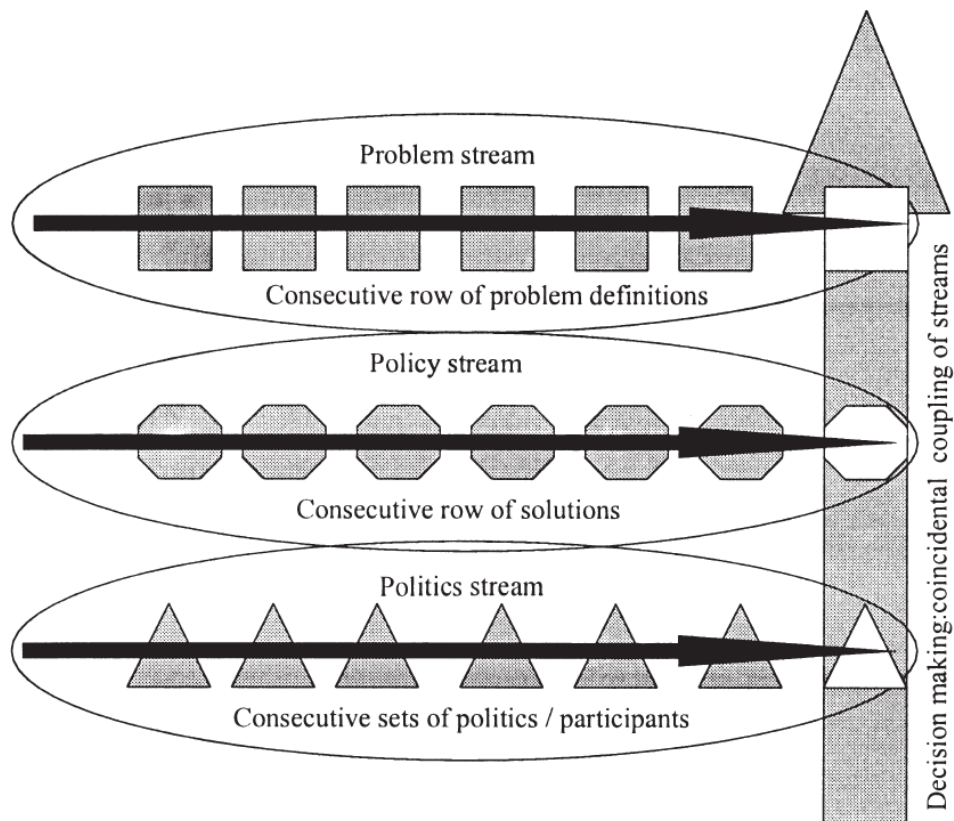 Problem stream
Consecutive row of problem definitions
Policy stream
Consecutive row of solutions
Politics stream
Consecutive sets of politics / participants
Decision making:coincidental coupling of streams